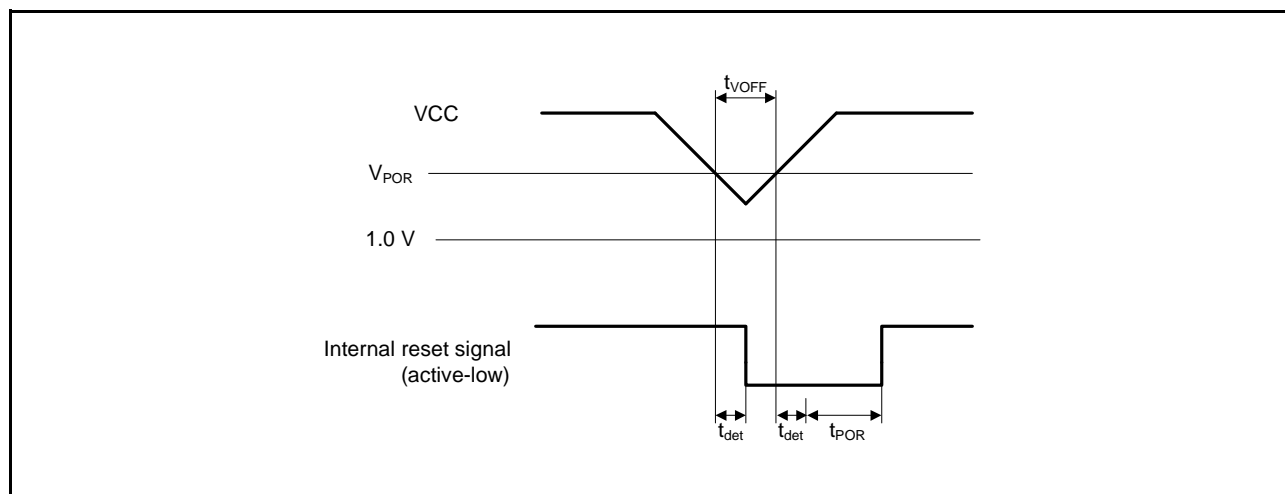 tVOFF
VCC
VPOR
1.0 V
Internal reset signal
(active-low)
tdet
tdet
tPOR